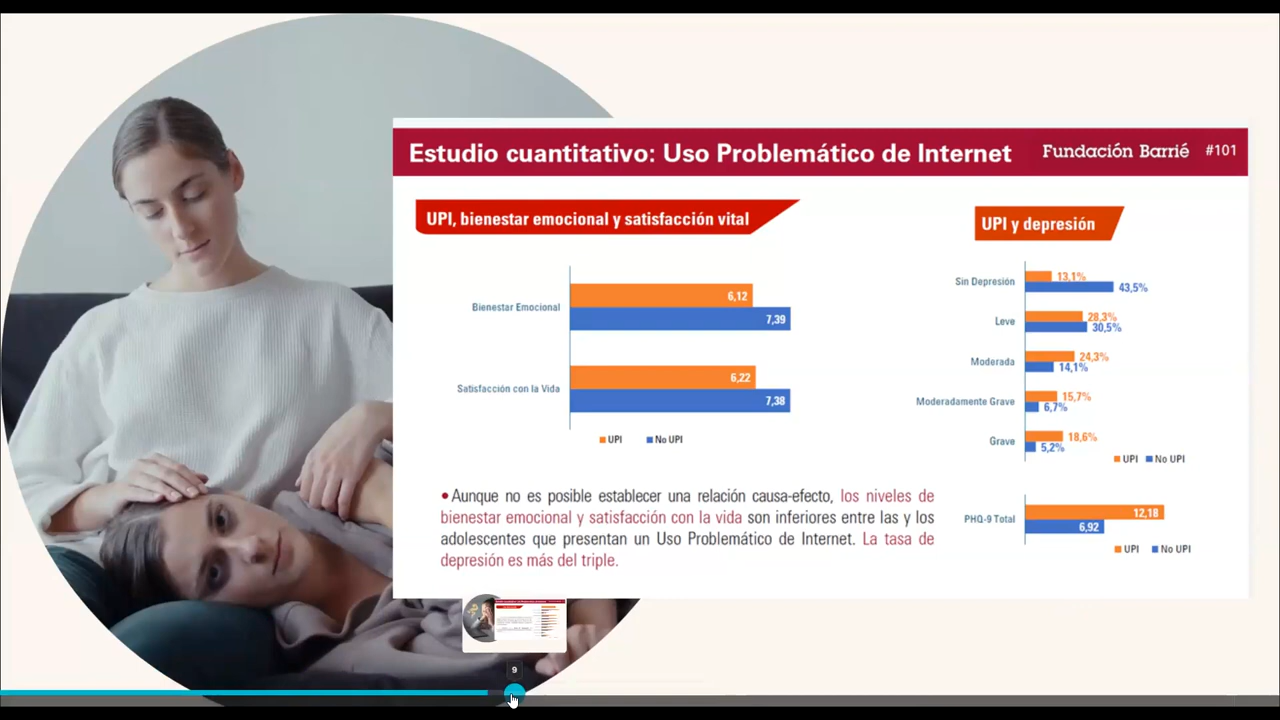 Estudio cuantitativo: Uso Problemático de Internet
Fundación Barrié #101
UPI, bienestar emocional y satisfacción vital
Bienestar Emocional
6,12
7,39
Satisfacción con la Vida
6,22
7,38
UPI No UPI
•Aunque no es posible establecer una relación causa-efecto, los niveles de
bienestar emocional y satisfacción con la vida son inferiores entre las y los
adolescentes que presentan un Uso Problemático de Internet. La tasa de
depresión es más del triple.
UPI y depresión
Sin Depresión
13,1%
43,5%
Leve
28,3%
30,5%
Moderada
24,3%
14,1%
Moderadamente Grave
15,7%
6,7%
Grave
18,6%
5,2%
UPI No UPI
PHQ-9 Total
12,18
6,92
UPI No UPI
9